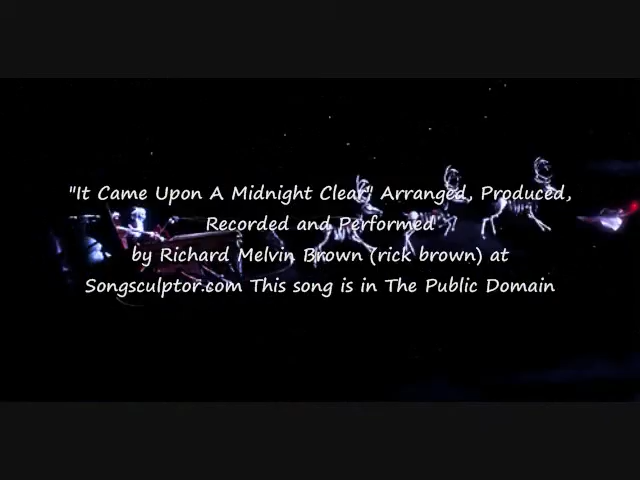 "It Came Upon A Midnight Clear" Arranged, Produced,
Recorded and Performed
by Richard Melvin Brown (rick brown) at
Songsculptor.com This song is in The Public Domain